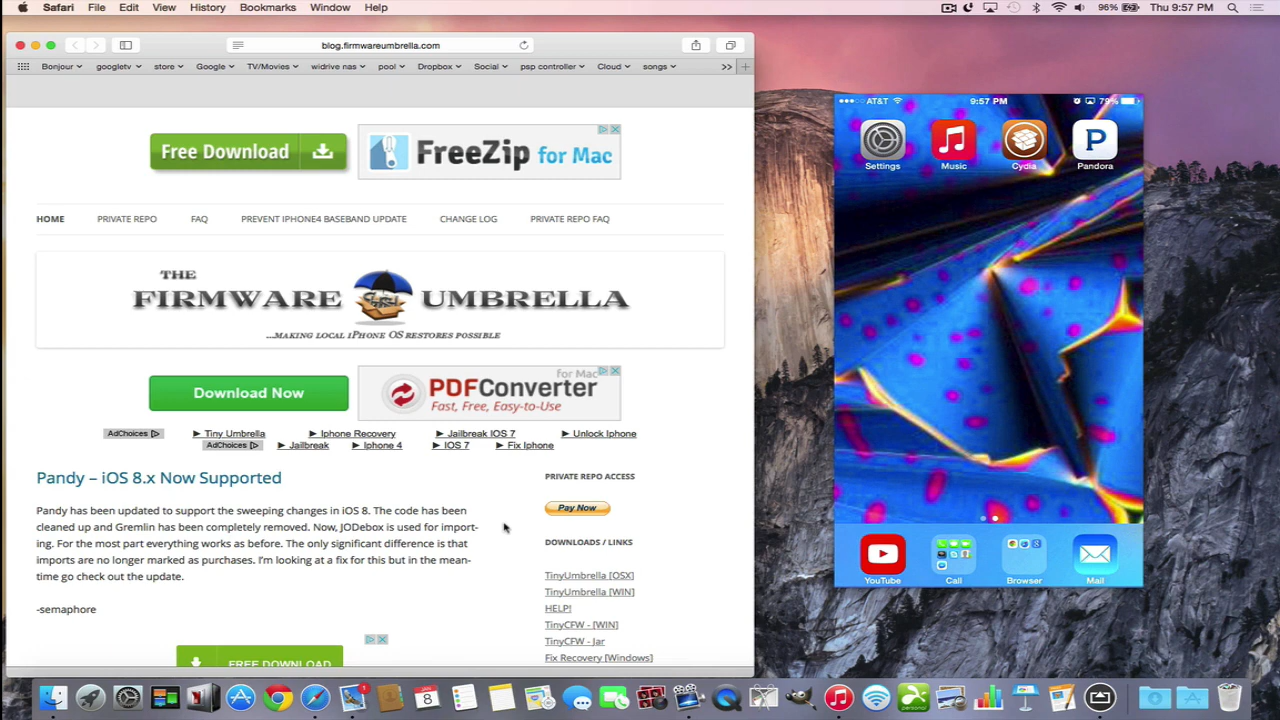 Safari File Edit View History Bookmarks Window Help
96% Thu 9:57 PM
blog.firmwareumbrella.com
Bonjour googletv store Google TV/Movies widrive nas pool Dropbox Social psp controller Cloud songs >> +
Free Download
FreeZip for Mac
HOME PRIVATE REPO FAQ PREVENT IPHONE4 BASEBAND UPDATE CHANGE LOG PRIVATE REPO FAQ
THE
FIRMWARE UMBRELLA
...MAKING LOCAL iPHONE OS RESTORES POSSIBLE
Download Now
for Mac
PDFConverter
Fast, Free, Easy-to-Use
AdChoices ► Tiny Umbrella ► Iphone Recovery ► Jailbreak IOS 7 ► Unlock Iphone
AdChoices ► Jailbreak ► Iphone 4 ► IOS 7 ► Fix Iphone
Pandy – iOS 8.x Now Supported
Pandy has been updated to support the sweeping changes in iOS 8. The code has been
cleaned up and Gremlin has been completely removed. Now, JODebox is used for import-
ing. For the most part everything works as before. The only significant difference is that
imports are no longer marked as purchases. I'm looking at a fix for this but in the mean-
time go check out the update.
-semaphore
FREE DOWNLOAD
PRIVATE REPO ACCESS
Pay Now
DOWNLOADS / LINKS
TinyUmbrella [OSX]
TinyUmbrella [WIN]
HELP!
TinyCFW - [WIN]
TinyCFW - Jar
Fix Recovery [Windows]
AT&T 9:57 PM 79%
Settings Music Cydia Pandora
P
YouTube Call Browser Mail
1
8